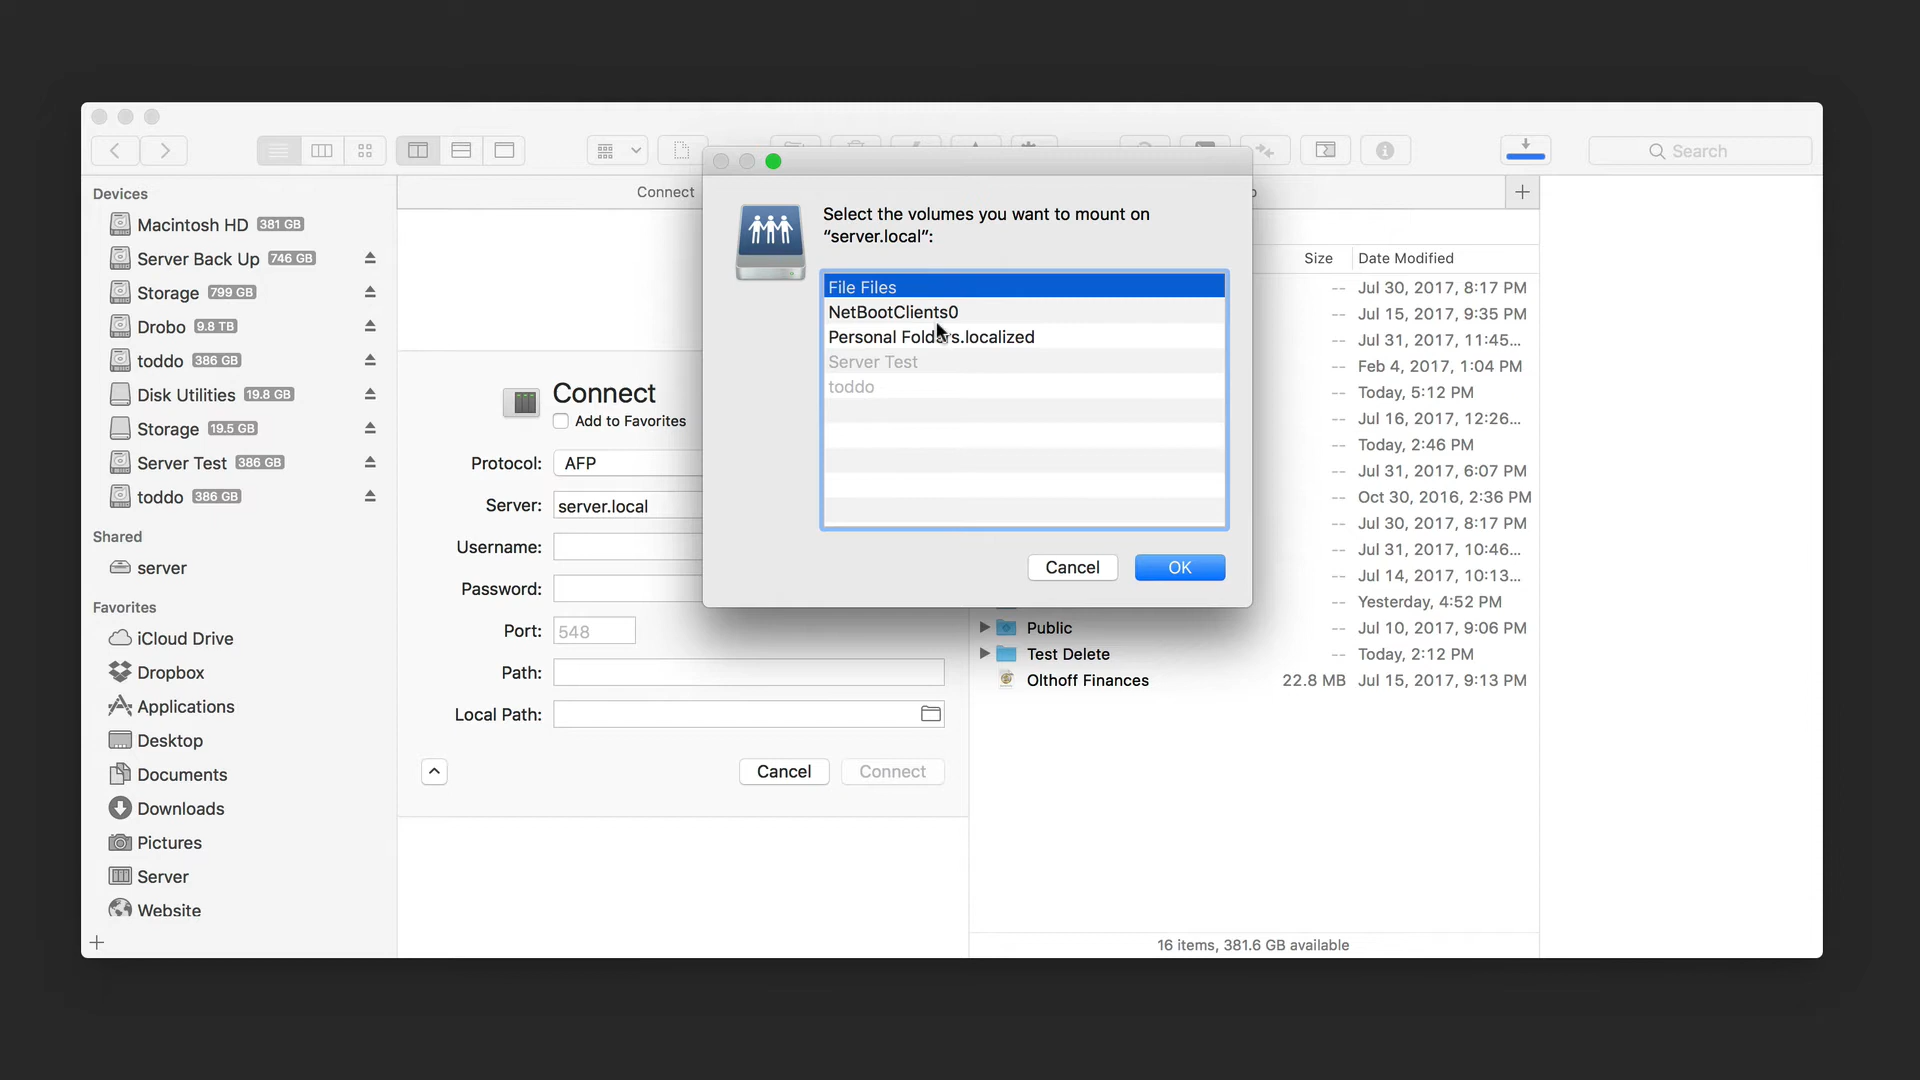 Search
Devices
Macintosh HD 381 GB
Server Back Up 746 GB
Storage 799 GB
Drobo 9.8 TB
toddo 386 GB
Disk Utilities 19.8 GB
Storage 19.5 GB
Server Test 386 GB
toddo 386 GB
Shared
server
Favorites
iCloud Drive
Dropbox
Applications
Desktop
Documents
Downloads
Pictures
Server
Website
Connect
Connect
Add to Favorites
Protocol: AFP
Server: server.local
Username:
Password:
Port: 548
Path:
Local Path:
Cancel Connect
Select the volumes you want to mount on
“server.local”:
File Files
NetBootClients0
Personal Folders.localized
Server Test
toddo
Cancel OK
Size Date Modified
-- Jul 30, 2017, 8:17 PM
-- Jul 15, 2017, 9:35 PM
-- Jul 31, 2017, 11:45...
-- Feb 4, 2017, 1:04 PM
-- Today, 5:12 PM
-- Jul 16, 2017, 12:26...
-- Today, 2:46 PM
-- Jul 31, 2017, 6:07 PM
-- Oct 30, 2016, 2:36 PM
-- Jul 30, 2017, 8:17 PM
-- Jul 31, 2017, 10:46...
-- Jul 14, 2017, 10:13...
-- Yesterday, 4:52 PM
Public -- Jul 10, 2017, 9:06 PM
Test Delete -- Today, 2:12 PM
Olthoff Finances 22.8 MB Jul 15, 2017, 9:13 PM
16 items, 381.6 GB available